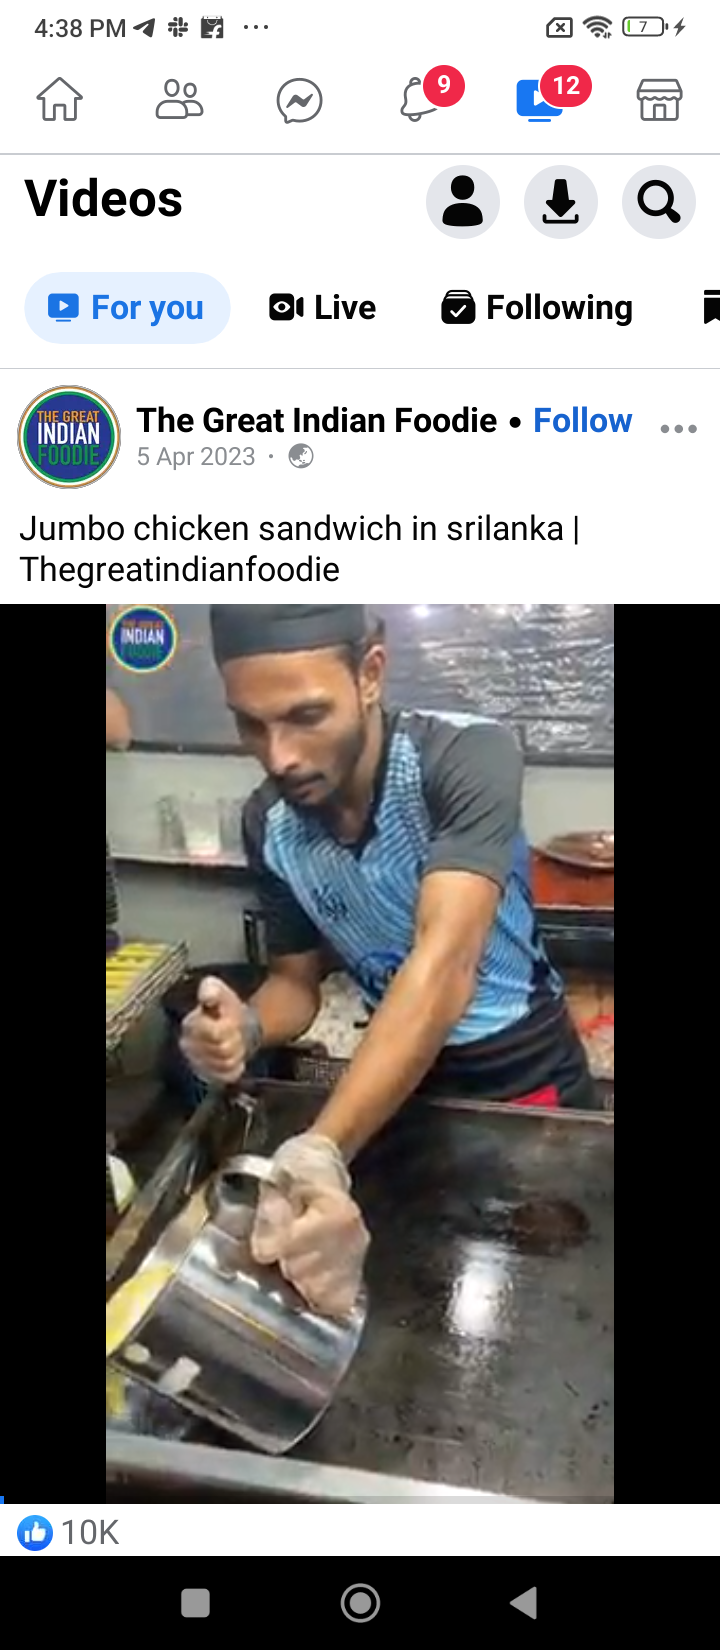 4:38 PM
7
9
12
Videos
For you
Live
Following
THE GREAT
INDIAN
FOODIE
The Great Indian Foodie • Follow
5 Apr 2023 ·
Jumbo chicken sandwich in srilanka |
Thegreatindianfoodie
INDIAN
10K